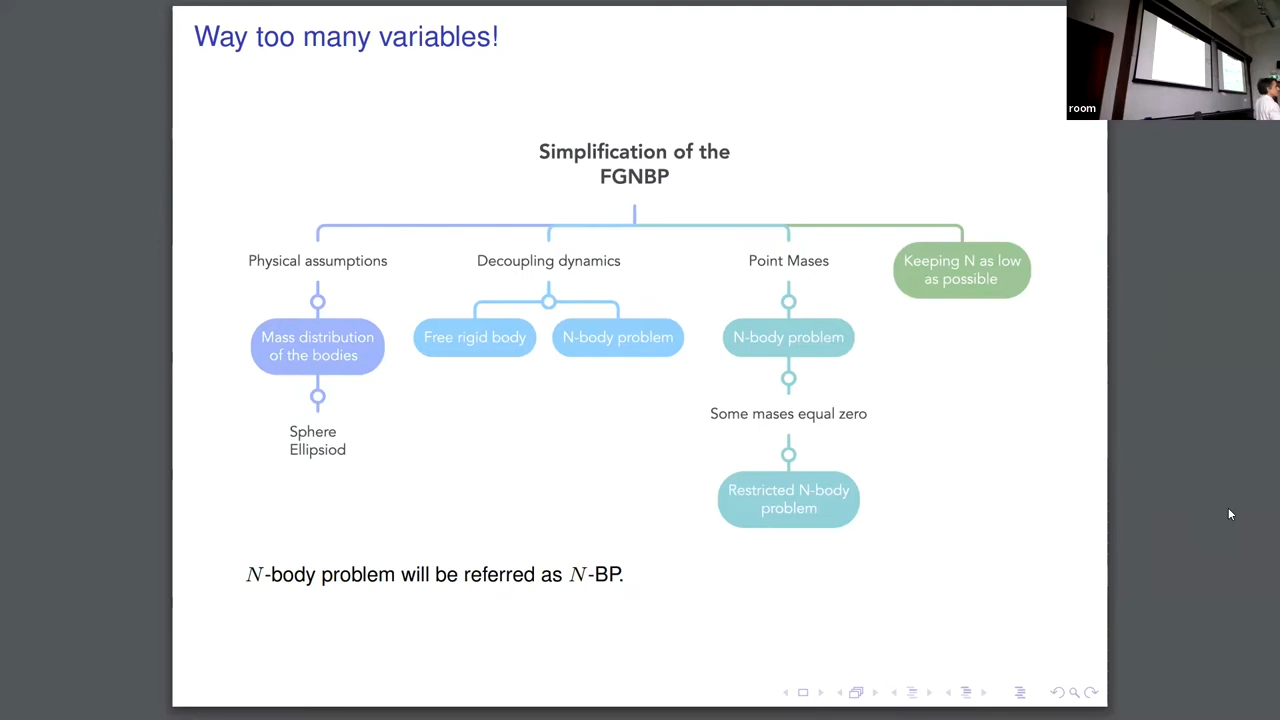 Way too many variables!
room
Simplification of the
FGNBP
Physical assumptions
Decoupling dynamics
Point Mases
Keeping N as low
as possible
Mass distribution
of the bodies
Free rigid body
N-body problem
N-body problem
Sphere
Ellipsiod
Some mases equal zero
Restricted N-body
problem
N-body problem will be referred as N-BP.